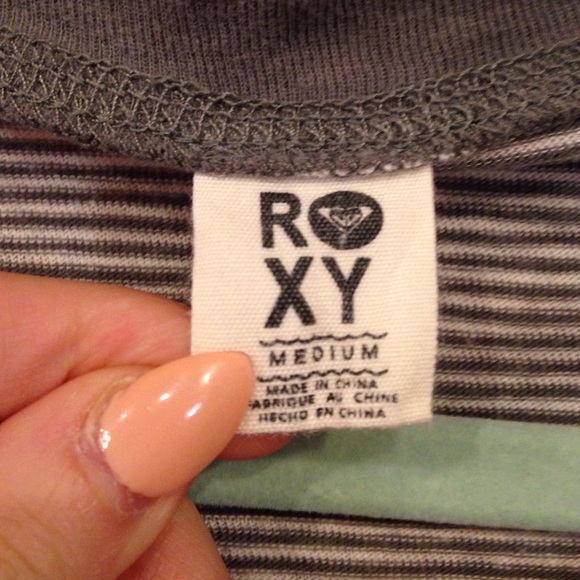 RO
XY
MEDIUM
MADE IN CHINA
FABRIQUE AU CHINE
HECHO EN CHINA